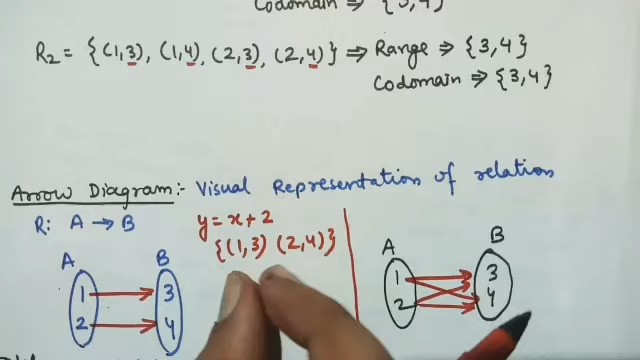 Codomain ⇒ {3,4}
R₂ = {(1,3), (1,4), (2,3), (2,4)} ⇒ Range ⇒ {3,4}
Codomain ⇒ {3,4}
Arrow Diagram:- Visual Representation of relation
R: A → B
y = x + 2
{(1,3) (2,4)}
A B
1 3
2 4
A B
1 3
2 4